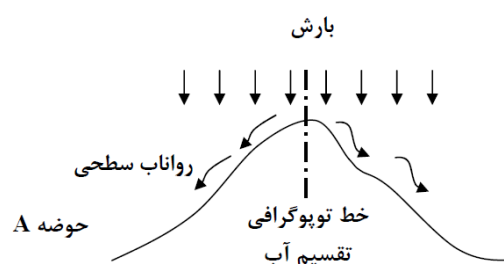 بارش
رواناب سطحی
خط توپوگرافی
تقسیم آب
حوضه A